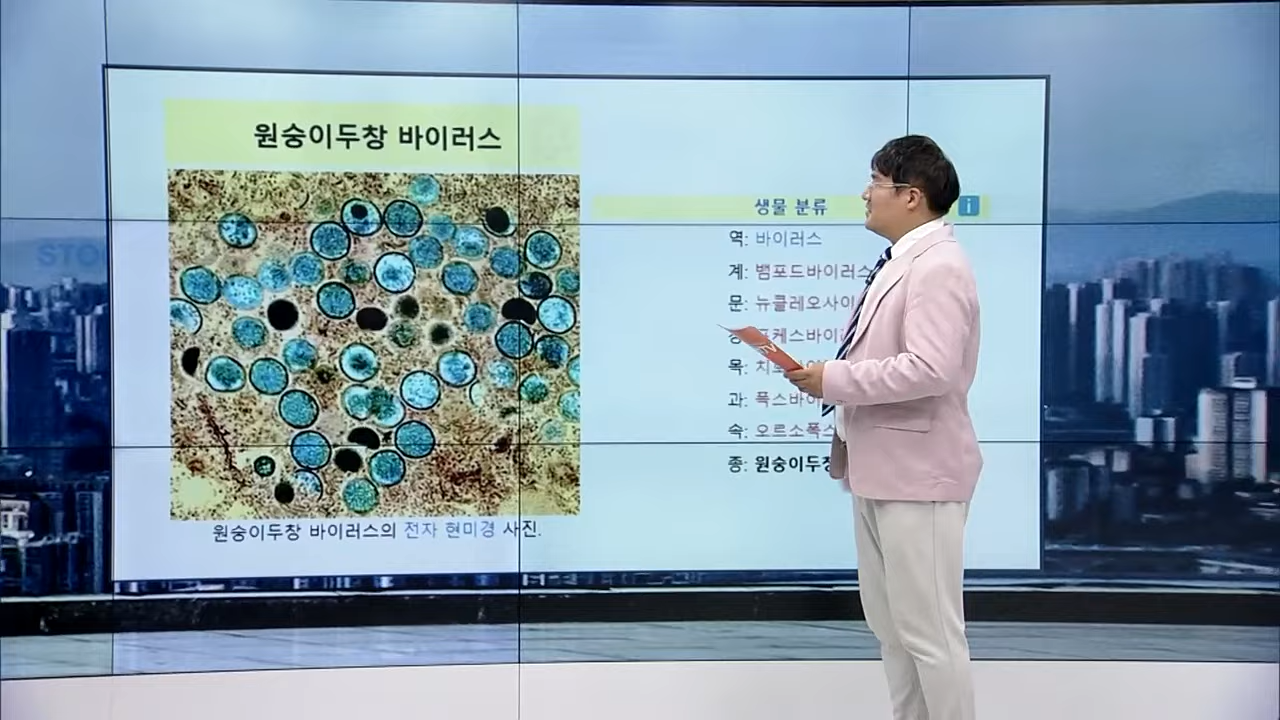 원숭이두창 바이러스
생물 분류
역: 바이러스
계: 뱀포드바이러스
문: 뉴클레오사이
목:
과: 폭스바이
속: 오르소폭스
종: 원숭이두창
원숭이두창 바이러스의 전자 현미경 사진.